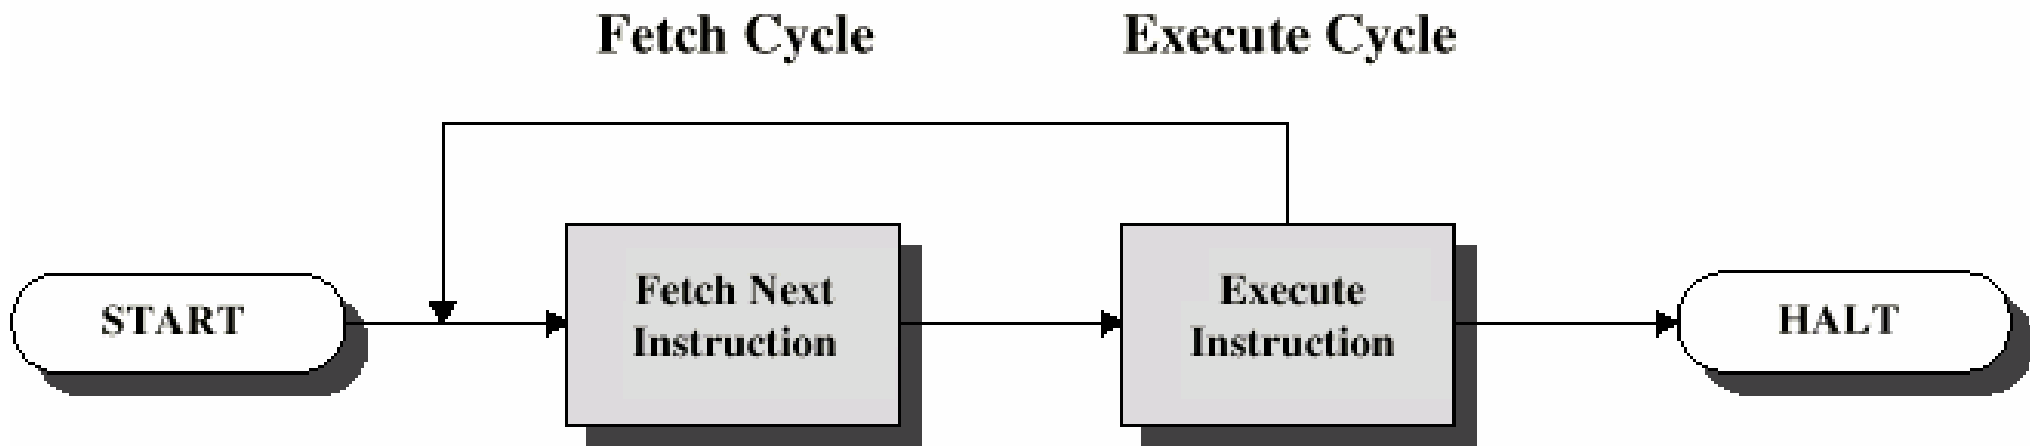 Fetch Cycle
Execute Cycle
START
Fetch Next
Instruction
Execute
Instruction
HALT